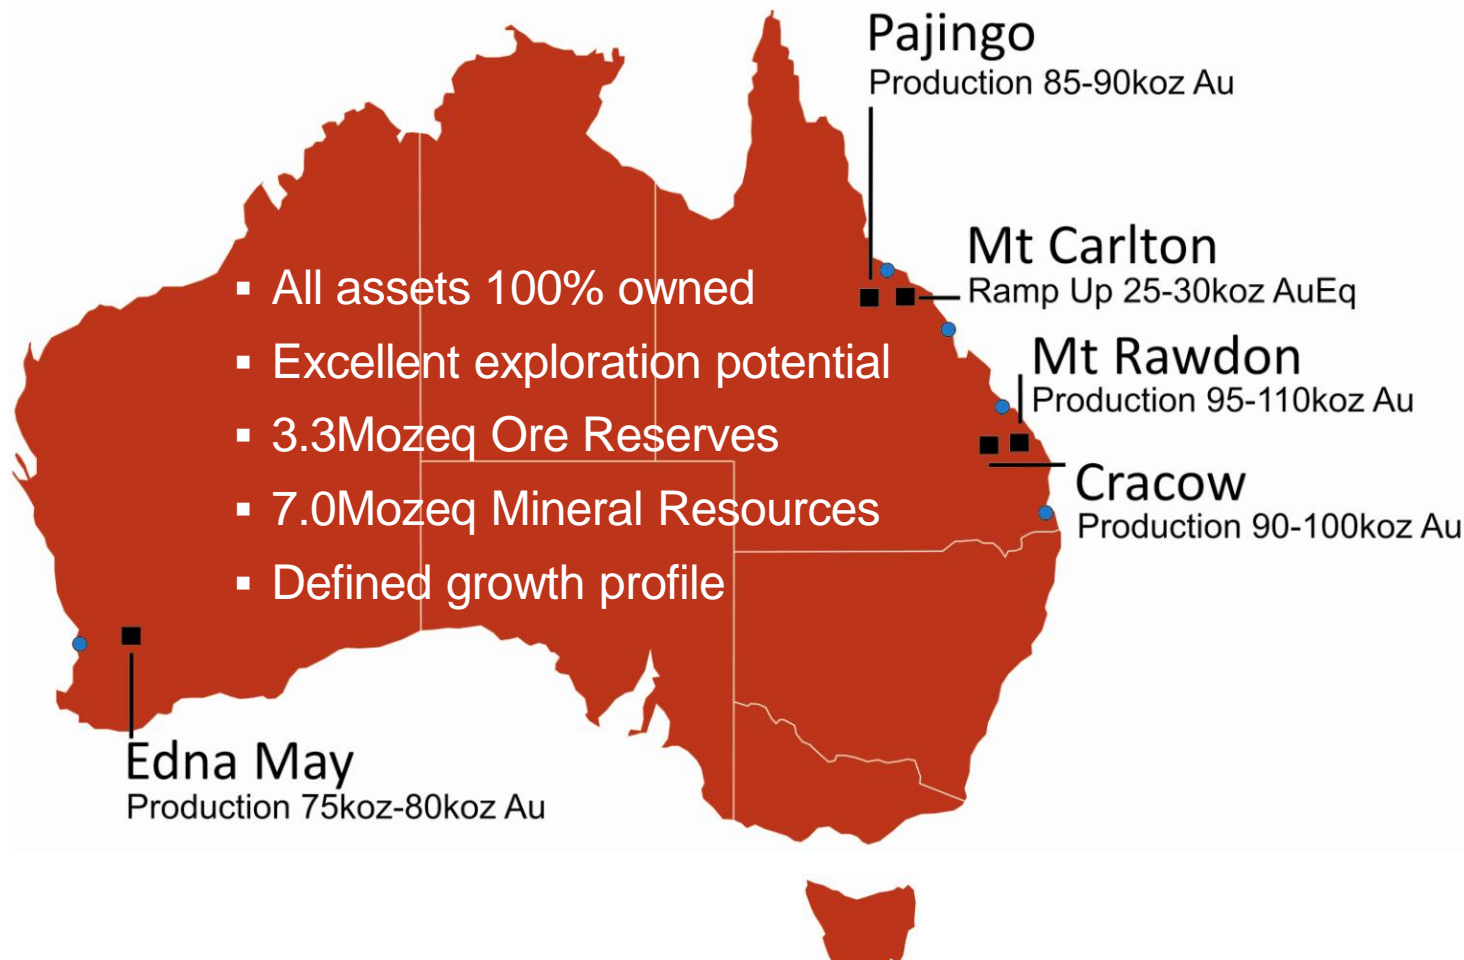 Pajingo
Production 85-90koz Au
Mt Carlton
Ramp Up 25-30koz AuEq
▪ All assets 100% owned
▪ Excellent exploration potential
▪ 3.3Mozeq Ore Reserves
▪ 7.0Mozeq Mineral Resources
▪ Defined growth profile
Mt Rawdon
Production 95-110koz Au
Cracow
Production 90-100koz Au
Edna May
Production 75koz-80koz Au